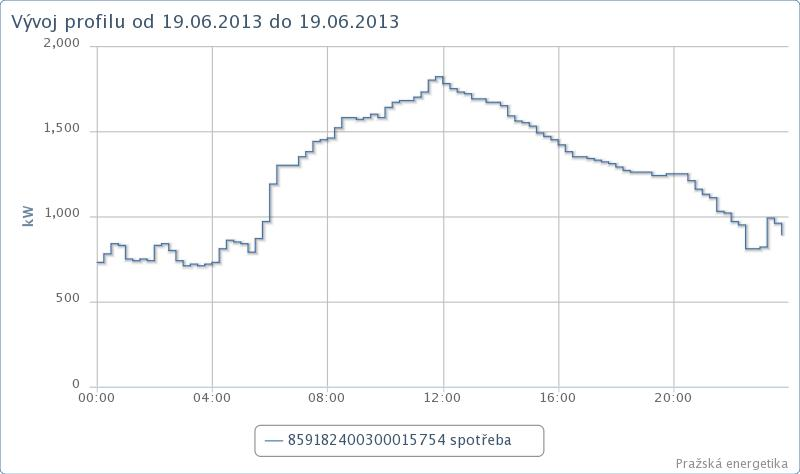 Vývoj profilu od 19.06.2013 do 19.06.2013
2,000
1,500
1,000
500
0
kW
00:00 04:00 08:00 12:00 16:00 20:00
859182400300015754 spotřeba
Pražská energetika